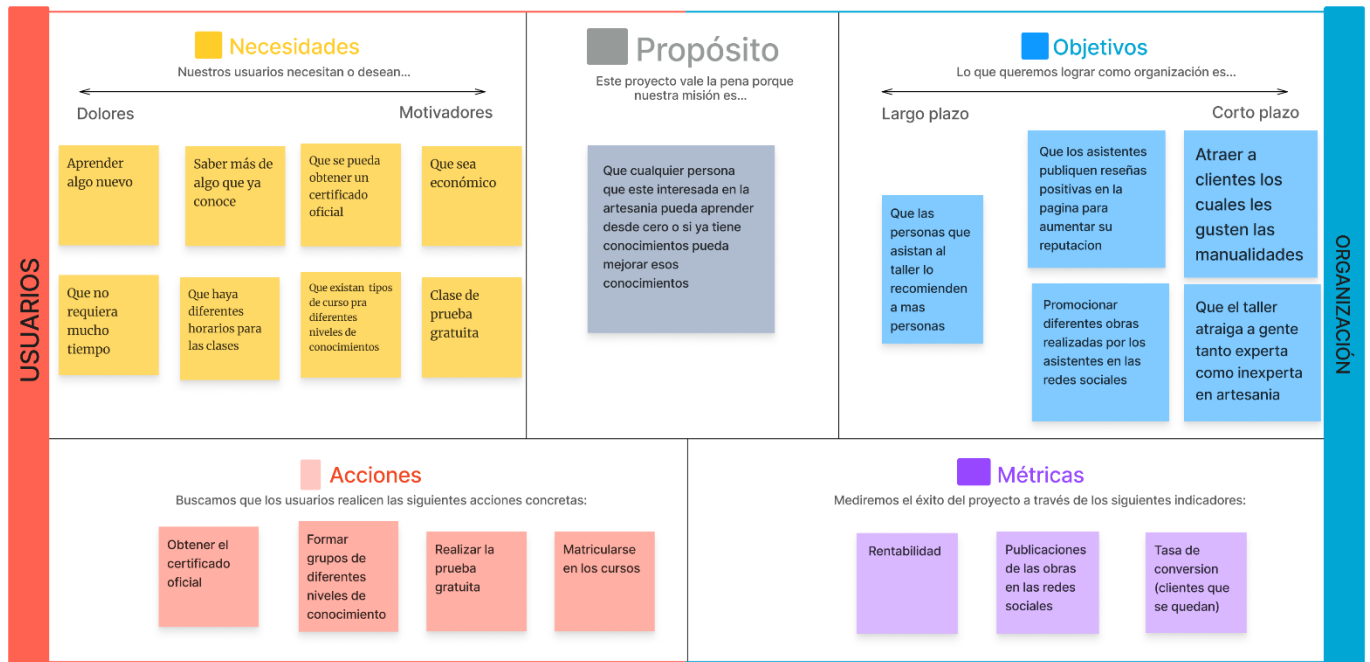 USUARIOS
Necesidades
Nuestros usuarios necesitan o desean...
Dolores
Motivadores
Aprender
algo nuevo
Saber más de
algo que ya
conoce
Que se pueda
obtener un
certificado
oficial
Que sea
económico
Que no
requiera
mucho
tiempo
Que haya
diferentes
horarios para
las clases
Que existan tipos
de curso pra
diferentes
niveles de
conocimientos
Clase de
prueba
gratuita
Propósito
Este proyecto vale la pena porque
nuestra misión es...
Que cualquier persona
que este interesada en la
artesania pueda aprender
desde cero o si ya tiene
conocimientos pueda
mejorar esos
conocimientos
Objetivos
Lo que queremos lograr como organización es...
Largo plazo
Corto plazo
Que las
personas que
asistan al
taller lo
recomienden
a mas
personas
Que los asistentes
publiquen reseñas
positivas en la
pagina para
aumentar su
reputacion
Atraer a
clientes los
cuales les
gusten las
manualidades
Promocionar
diferentes obras
realizadas por los
asistentes en las
redes sociales
Que el taller
atraiga a gente
tanto experta
como inexperta
en artesania
ORGANIZACIÓN
Acciones
Buscamos que los usuarios realicen las siguientes acciones concretas:
Obtener el
certificado
oficial
Formar
grupos de
diferentes
niveles de
conocimiento
Realizar la
prueba
gratuita
Matricularse
en los cursos
Métricas
Mediremos el éxito del proyecto a través de los siguientes indicadores:
Rentabilidad
Publicaciones
de las obras
en las redes
sociales
Tasa de
conversion
(clientes que
se quedan)